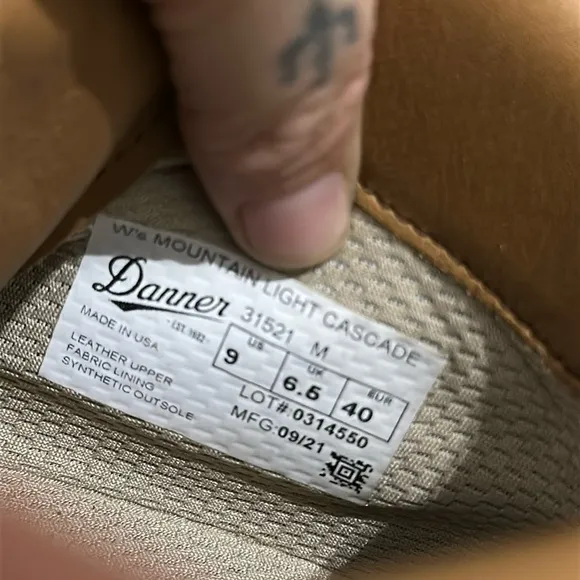 W's MOUNTAIN LIGHT CASCADE
Danner
- EST. 1932 -
31521 M
MADE IN USA
LEATHER UPPER
FABRIC LINING
SYNTHETIC OUTSOLE
US UK EUR
9 6.5 40
LOT#:0314550
MFG:09/21